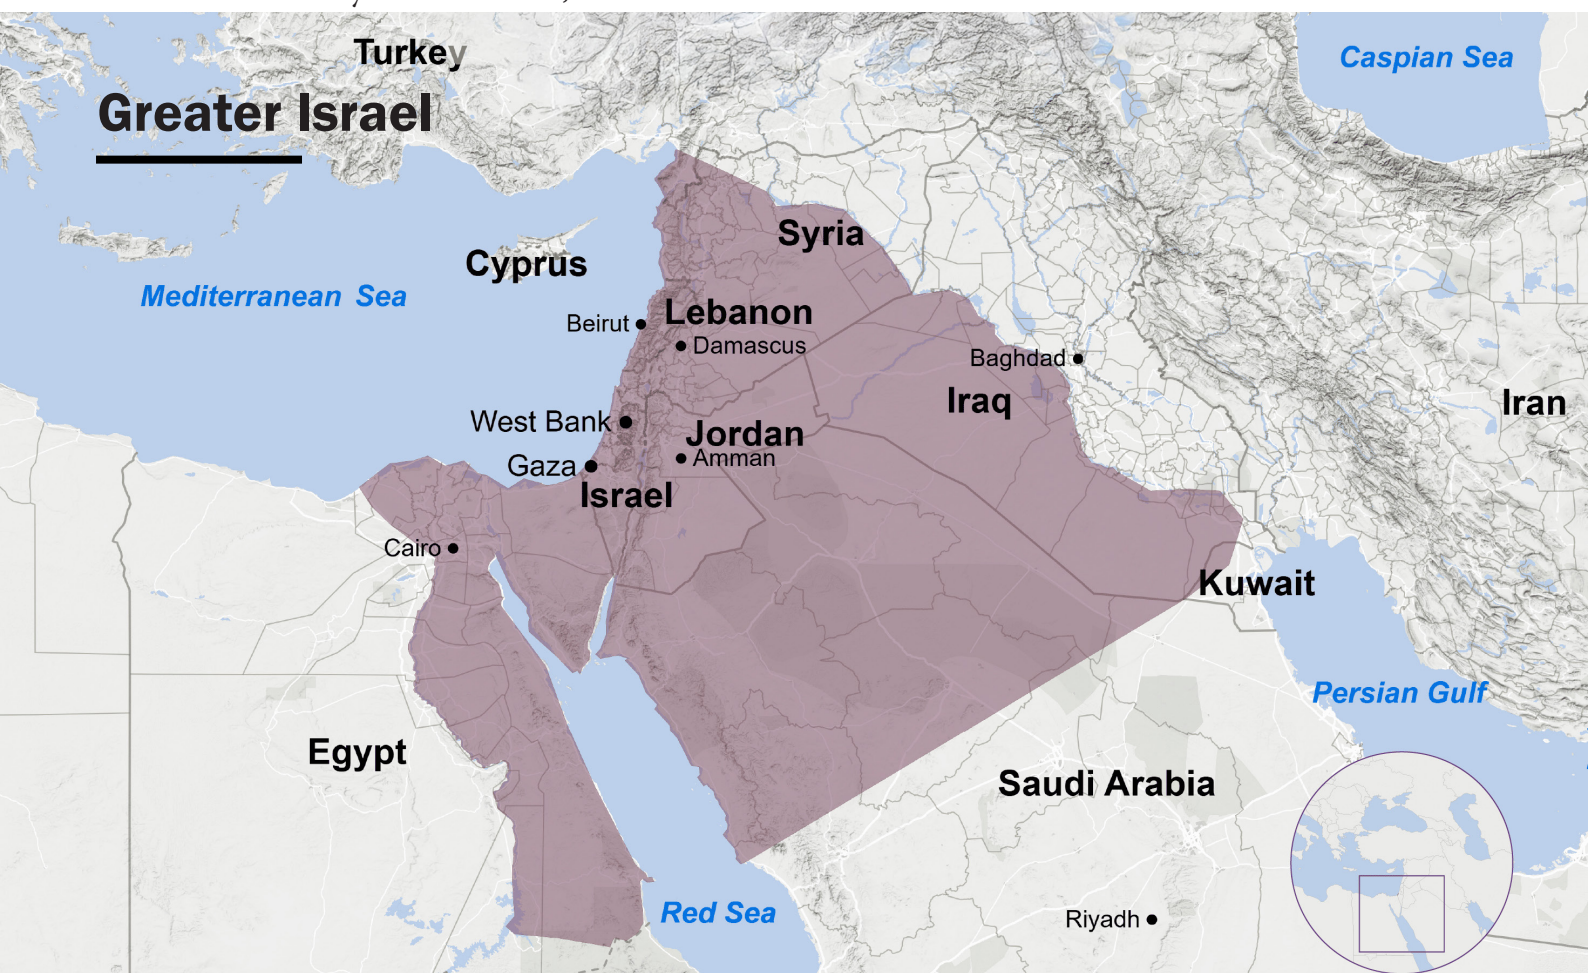 Turkey
Caspian Sea
Greater Israel
Syria
Cyprus
Mediterranean Sea
Lebanon
Beirut
Damascus
Baghdad
Iraq
Iran
West Bank
Jordan
Amman
Gaza
Israel
Cairo
Kuwait
Persian Gulf
Egypt
Saudi Arabia
Red Sea
Riyadh